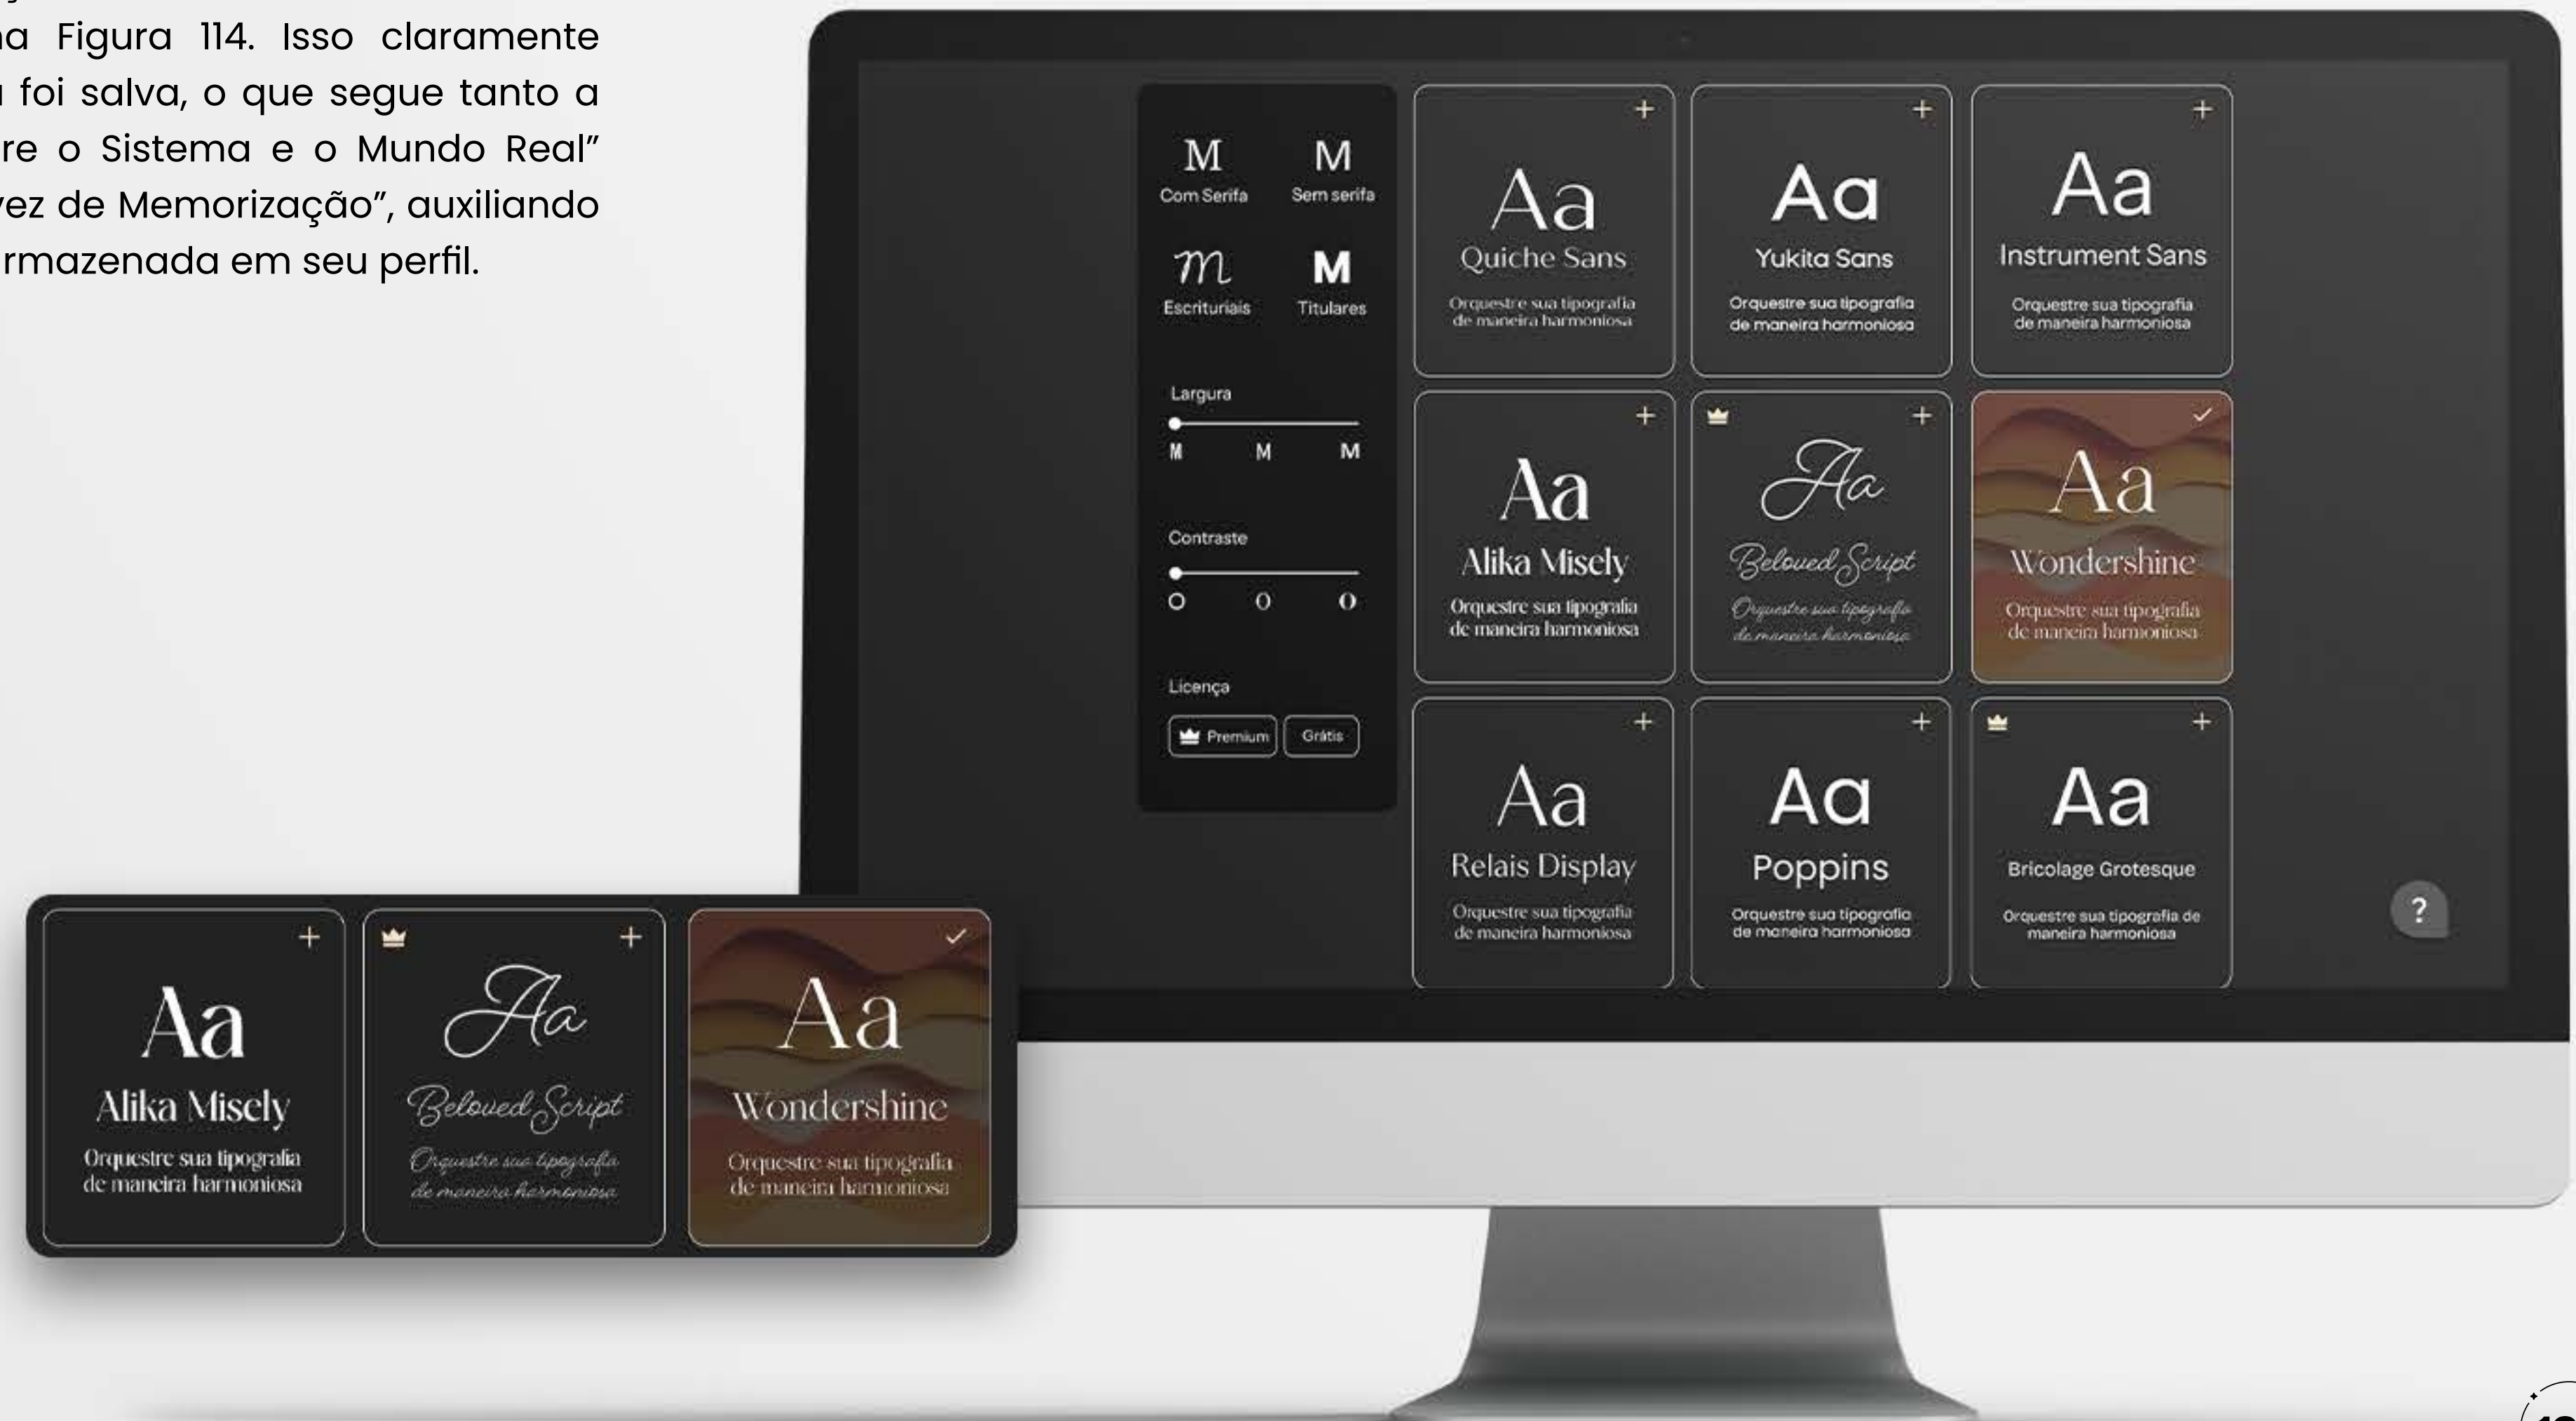 na Figura 114. Isso claramente
foi salva, o que segue tanto a
re o Sistema e o Mundo Real”
vez de Memorização”, auxiliando
rmazenada em seu perfil.
M
M
Com Serifa
Sem serifa
m
M
Escrituriais
Titulares
Largura
M M M
Contraste
O O O
Licença
Premium
Grátis
Aa
Quiche Sans
Orquestre sua tipografia
de maneira harmoniosa
Aa
Yukita Sans
Orquestre sua tipografia
de maneira harmoniosa
Aa
Instrument Sans
Orquestre sua tipografia
de maneira harmoniosa
Aa
Alika Misely
Orquestre sua tipografia
de maneira harmoniosa
Aa
Beloved Script
Orquestre sua tipografia
de maneira harmoniosa
Aa
Wondershine
Orquestre sua tipografia
de maneira harmoniosa
Aa
Relais Display
Orquestre sua tipografia
de maneira harmoniosa
Aa
Poppins
Orquestre sua tipografia
de maneira harmoniosa
Aa
Bricolage Grotesque
Orquestre sua tipografia de
maneira harmoniosa
?
Aa
Alika Misely
Orquestre sua tipografia
de maneira harmoniosa
Aa
Beloved Script
Orquestre sua tipografia
de maneira harmoniosa
Aa
Wondershine
Orquestre sua tipografia
de maneira harmoniosa